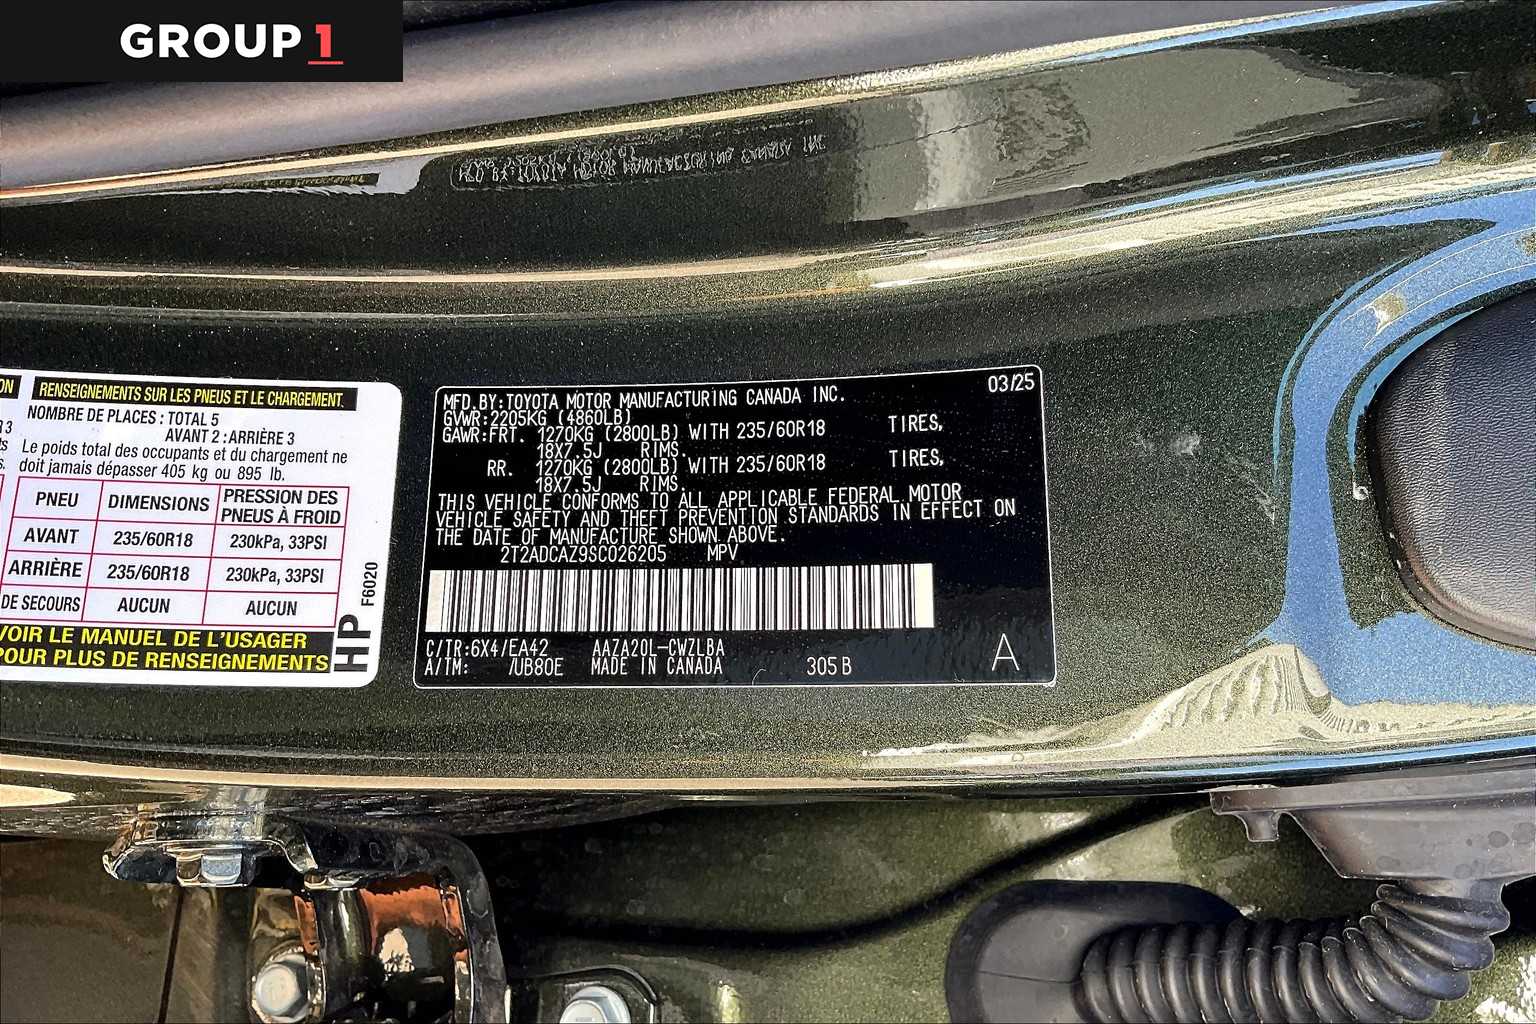 GROUP 1
ON
RENSEIGNEMENTS SUR LES PNEUS ET LE CHARGEMENT.
NOMBRE DE PLACES : TOTAL 5
AVANT 2 : ARRIÈRE 3
Le poids total des occupants et du chargement ne
doit jamais dépasser 405 kg ou 895 lb.
PNEU DIMENSIONS PRESSION DES PNEUS À FROID
AVANT 235/60R18 230kPa, 33PSI
ARRIÈRE 235/60R18 230kPa, 33PSI
DE SECOURS AUCUN AUCUN
VOIR LE MANUEL DE L'USAGER
POUR PLUS DE RENSEIGNEMENTS
HP F6020
MFD.BY:TOYOTA MOTOR MANUFACTURING CANADA INC. 03/25
GVWR:2205KG (4860LB)
GAWR:FRT. 1270KG (2800LB) WITH 235/60R18 TIRES,
18X7.5J RIMS.
RR. 1270KG (2800LB) WITH 235/60R18 TIRES,
18X7.5J RIMS.
THIS VEHICLE CONFORMS TO ALL APPLICABLE FEDERAL MOTOR
VEHICLE SAFETY AND THEFT PREVENTION STANDARDS IN EFFECT ON
THE DATE OF MANUFACTURE SHOWN ABOVE.
2T2ADCAZ9SC026205 MPV
C/TR:6X4/EA42 AAZA20L-CWZLBA
A/TM: /UB80E MADE IN CANADA 305 B A